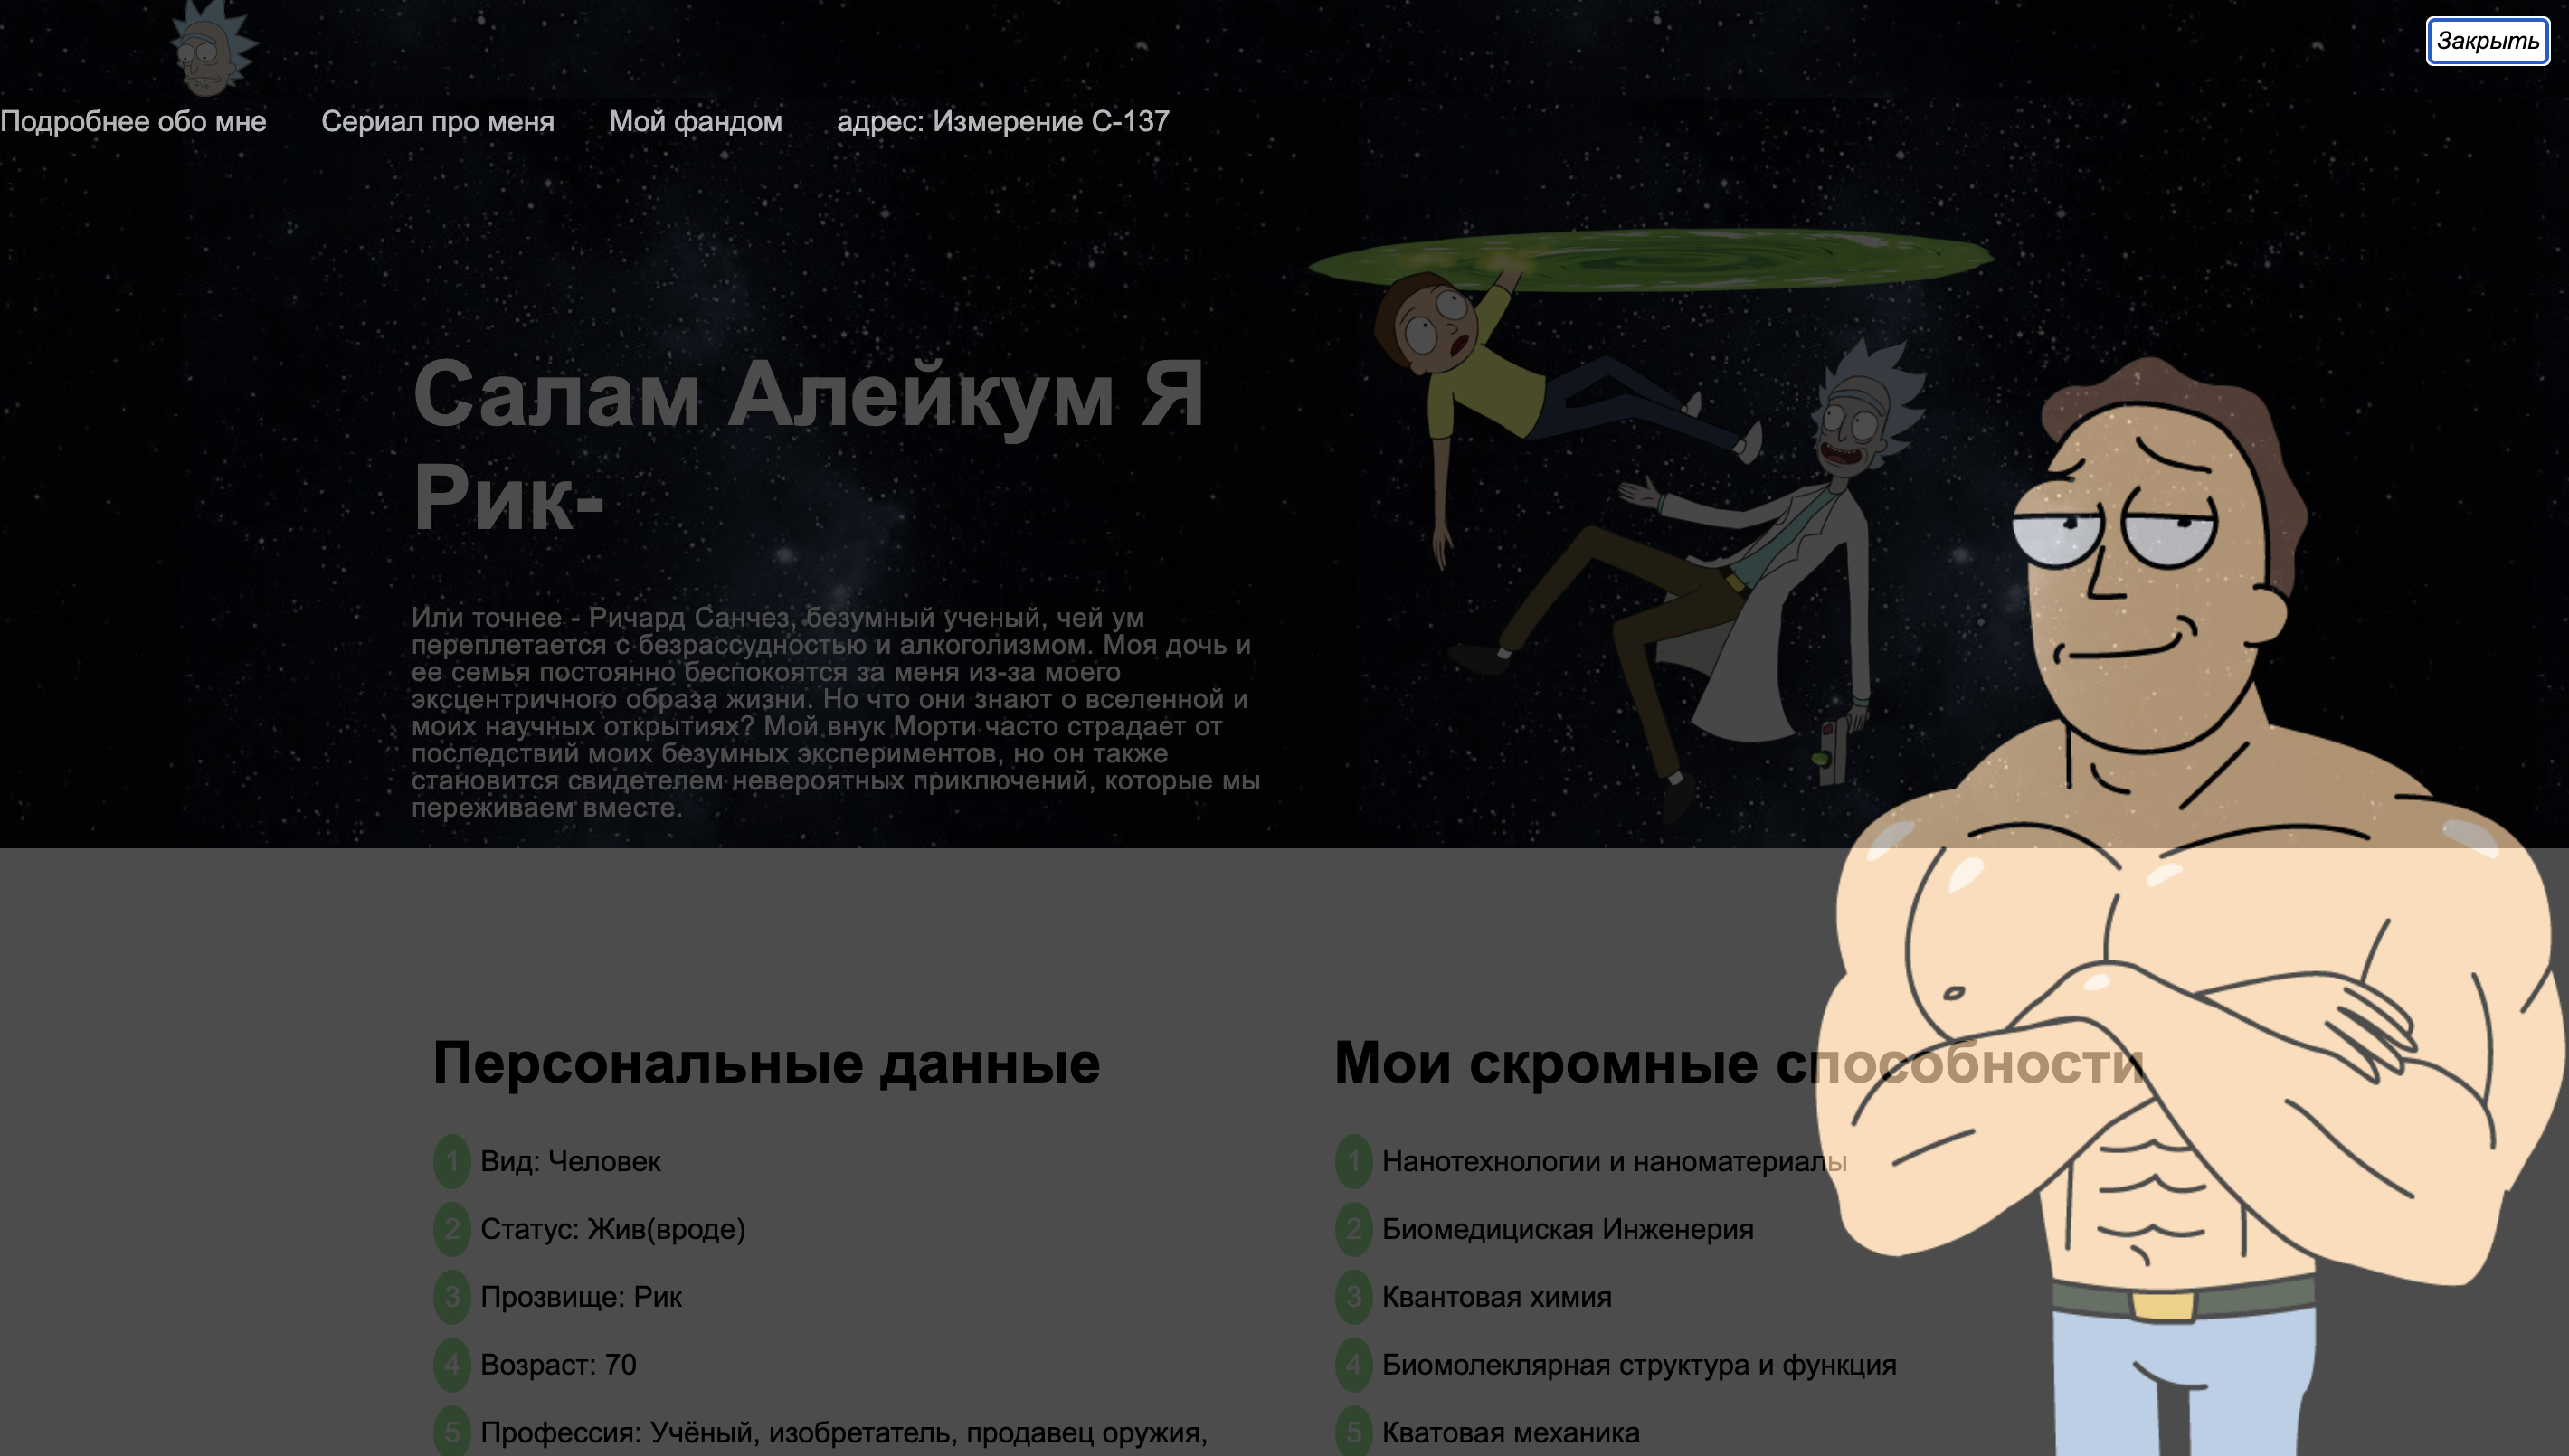 Закрыть
Подробнее обо мне Сериал про меня Мой фандом адрес: Измерение C-137
Салам Алейкум Я
Рик-
Или точнее - Ричард Санчез, безумный ученый, чей ум
переплетается с безрассудностью и алкоголизмом. Моя дочь и
ее семья постоянно беспокоятся за меня из-за моего
эксцентричного образа жизни. Но что они знают о вселенной и
моих научных открытиях? Мой внук Морти часто страдает от
последствий моих безумных экспериментов, но он также
становится свидетелем невероятных приключений, которые мы
переживаем вместе.
Персональные данные
1 Вид: Человек
2 Статус: Жив(вроде)
3 Прозвище: Рик
4 Возраст: 70
5 Профессия: Учёный, изобретатель, продавец оружия,
Мои скромные способности
1 Нанотехнологии и наноматериалы
2 Биомедициская Инженерия
3 Квантовая химия
4 Биомолеклярная структура и функция
5 Кватовая механика